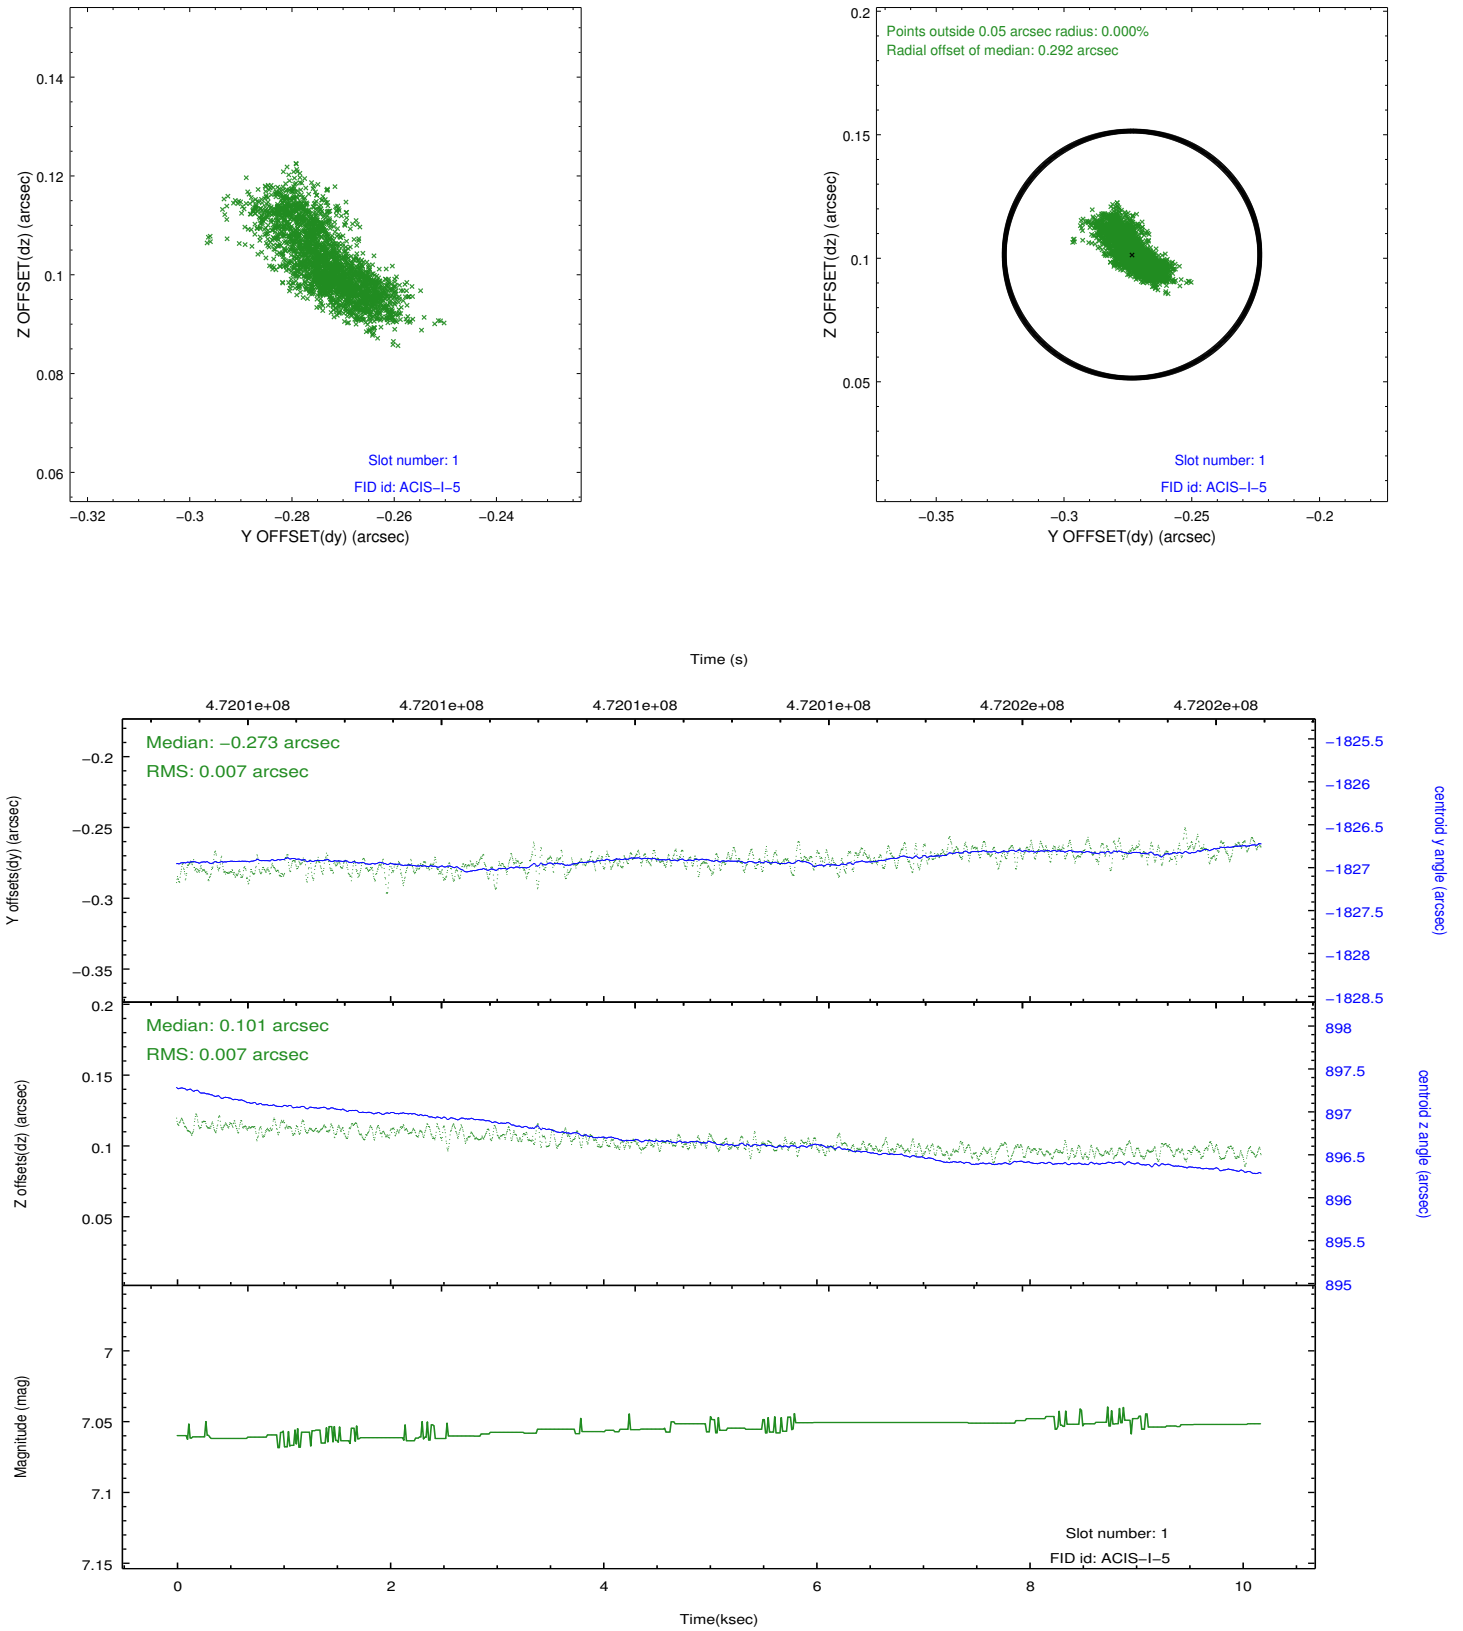 0.14
0.12
0.1
0.08
0.06
Z OFFSET(dz) (arcsec)
Slot number: 1
FID id: ACIS−I−5
−0.32 −0.3 −0.28 −0.26 −0.24
Y OFFSET(dy) (arcsec)
0.2
0.15
0.1
0.05
Z OFFSET(dz) (arcsec)
Points outside 0.05 arcsec radius: 0.000%
Radial offset of median: 0.292 arcsec
Slot number: 1
FID id: ACIS−I−5
−0.35 −0.3 −0.25 −0.2
Y OFFSET(dy) (arcsec)
Time (s)
4.7201e+08 4.7201e+08 4.7201e+08 4.7201e+08 4.7202e+08 4.7202e+08
Median: −0.273 arcsec
RMS: 0.007 arcsec
−0.2
−0.25
−0.3
−0.35
Y offsets(dy) (arcsec)
−1825.5
−1826
−1826.5
−1827
−1827.5
−1828
−1828.5
centroid y angle (arcsec)
Median: 0.101 arcsec
RMS: 0.007 arcsec
0.2
0.15
0.1
0.05
Z offsets(dz) (arcsec)
898
897.5
897
896.5
896
895.5
895
centroid z angle (arcsec)
7
7.05
7.1
7.15
Magnitude (mag)
Slot number: 1
FID id: ACIS−I−5
0 2 4 6 8 10
Time(ksec)